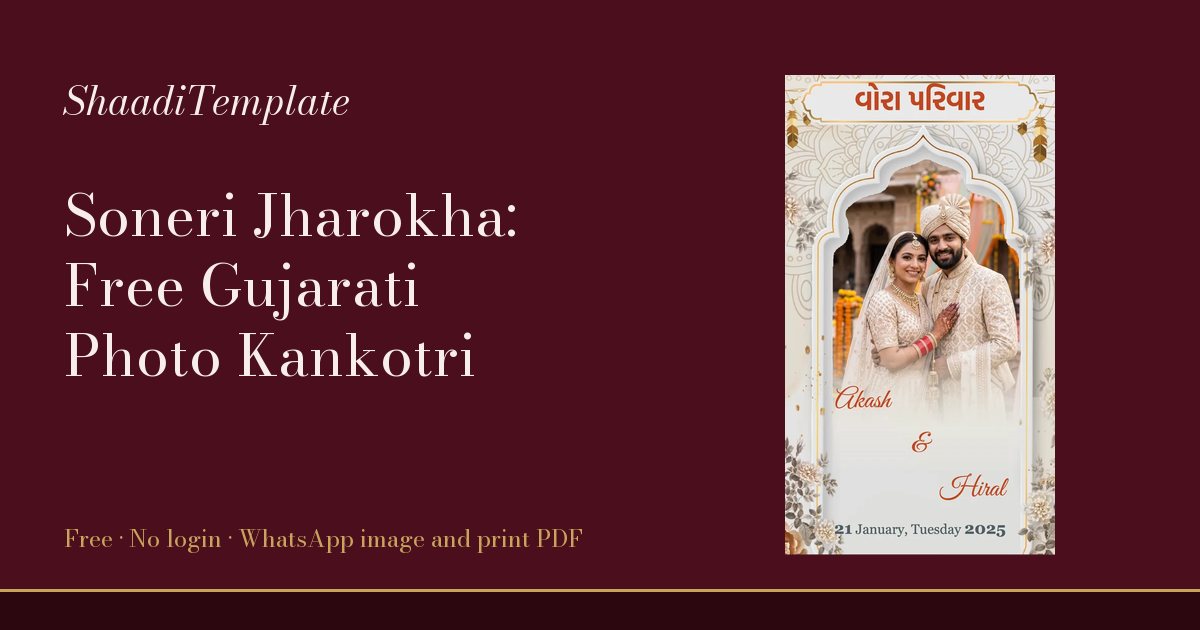 ShaadiTemplate
Soneri Jharokha:
Free Gujarati
Photo Kankotri
Free · No login · WhatsApp image and print PDF
વોરા પરિવાર
Akash
&
Hiral
21 January, Tuesday 2025